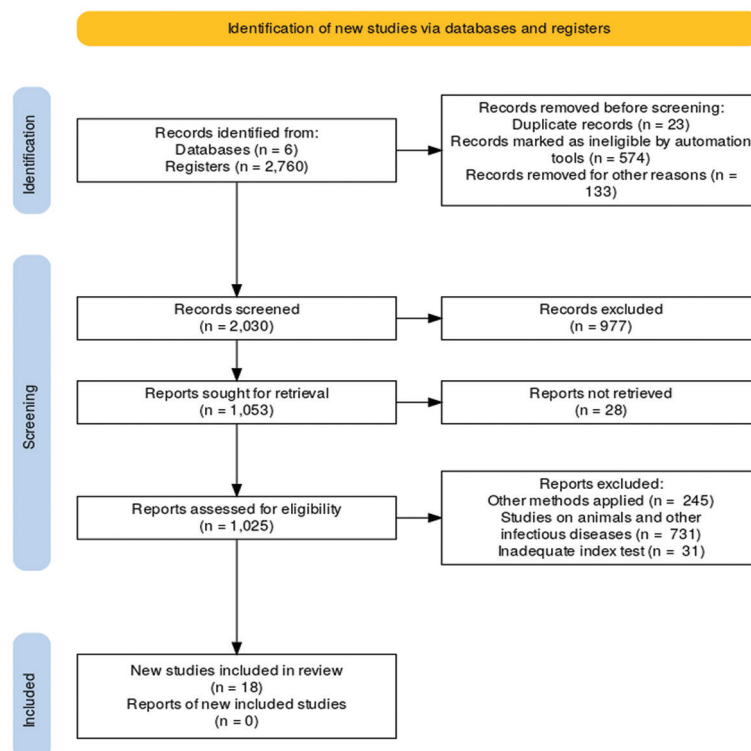 Identification of new studies via databases and registers
Identification
Records identified from:
Databases (n = 6)
Registers (n = 2,760)
Records removed before screening:
Duplicate records (n = 23)
Records marked as ineligible by automation
tools (n = 574)
Records removed for other reasons (n =
133)
Screening
Records screened
(n = 2,030)
Records excluded
(n = 977)
Reports sought for retrieval
(n = 1,053)
Reports not retrieved
(n = 28)
Reports assessed for eligibility
(n = 1,025)
Reports excluded:
Other methods applied (n = 245)
Studies on animals and other
infectious diseases (n = 731)
Inadequate index test (n = 31)
Included
New studies included in review
(n = 18)
Reports of new included studies
(n = 0)